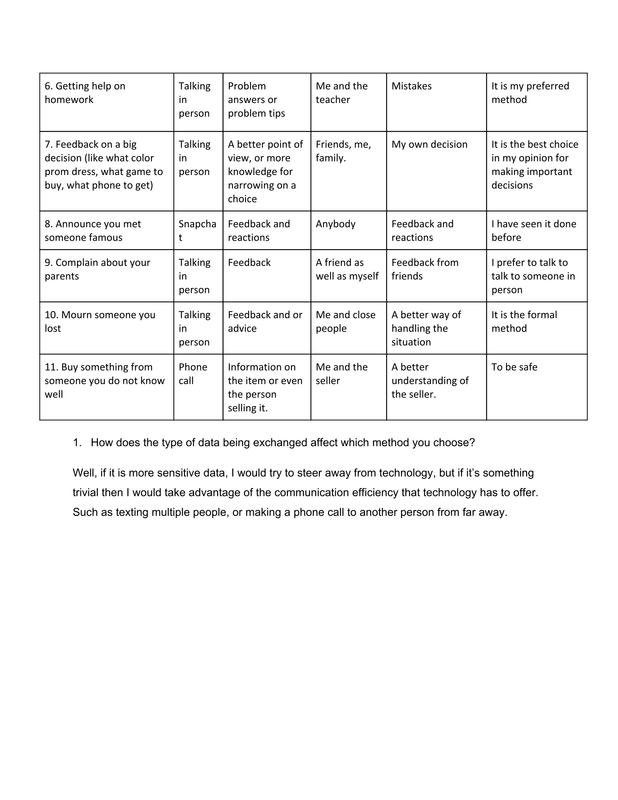 6. Getting help on homework | Talking in person | Problem answers or problem tips | Me and the teacher | Mistakes | It is my preferred method
7. Feedback on a big decision (like what color prom dress, what game to buy, what phone to get) | Talking in person | A better point of view, or more knowledge for narrowing on a choice | Friends, me, family. | My own decision | It is the best choice in my opinion for making important decisions
8. Announce you met someone famous | Snapchat | Feedback and reactions | Anybody | Feedback and reactions | I have seen it done before
9. Complain about your parents | Talking in person | Feedback | A friend as well as myself | Feedback from friends | I prefer to talk to talk to someone in person
10. Mourn someone you lost | Talking in person | Feedback and or advice | Me and close people | A better way of handling the situation | It is the formal method
11. Buy something from someone you do not know well | Phone call | Information on the item or even the person selling it. | Me and the seller | A better understanding of the seller. | To be safe
1. How does the type of data being exchanged affect which method you choose?
Well, if it is more sensitive data, I would try to steer away from technology, but if it's something
trivial then I would take advantage of the communication efficiency that technology has to offer.
Such as texting multiple people, or making a phone call to another person from far away.